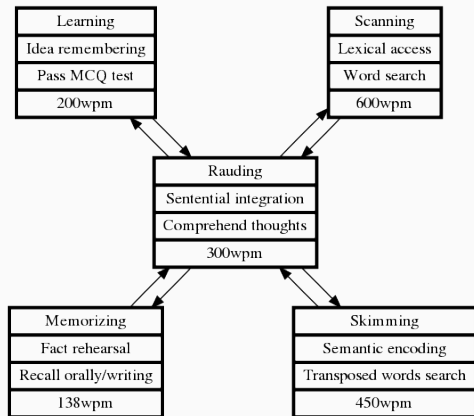 Learning
Idea remembering
Pass MCQ test
200wpm
Scanning
Lexical access
Word search
600wpm
Rauding
Sentential integration
Comprehend thoughts
300wpm
Memorizing
Fact rehearsal
Recall orally/writing
138wpm
Skimming
Semantic encoding
Transposed words search
450wpm